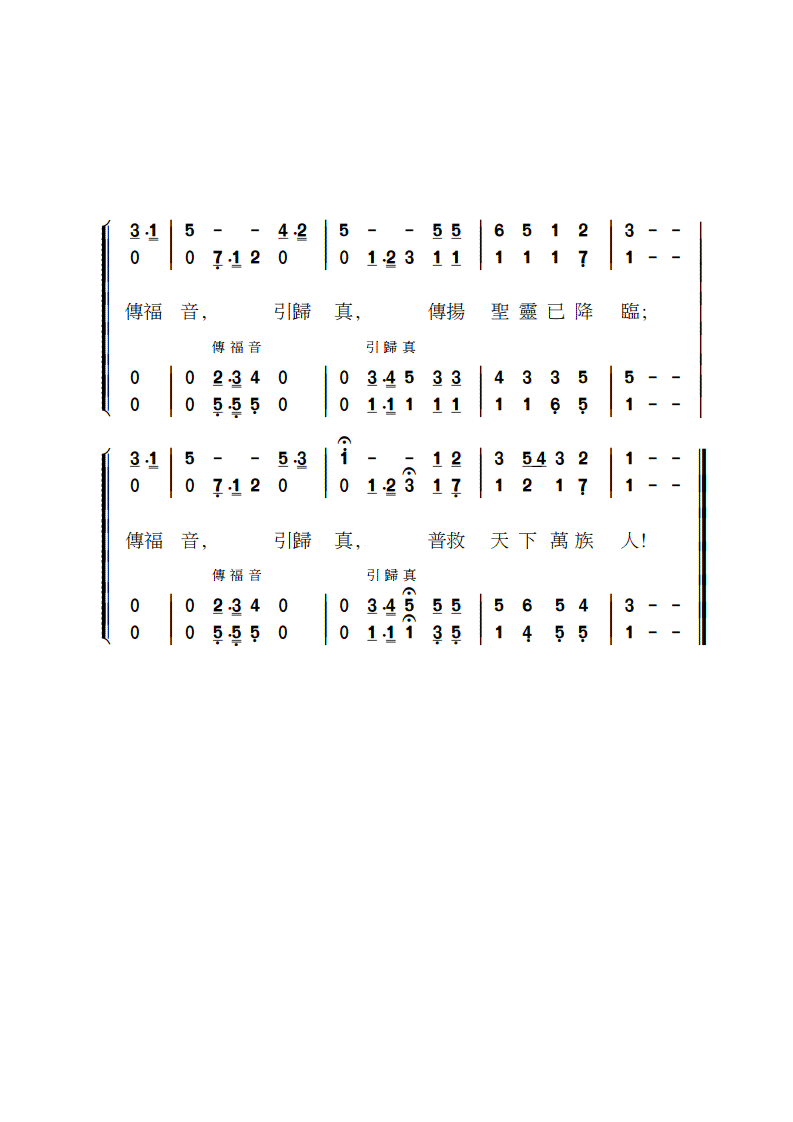 3·1 | 5 - - 4·2 | 5 - - 5 5 | 6 5 1 2 | 3 - - |
0 | 0 7·1 2 0 | 0 1·2 3 1 1 | 1 1 1 7 | 1 - - |
傳福 音， 引歸 真， 傳揚 聖 靈 已 降 臨；
傳 福 音 引 歸 真
0 | 0 2·3 4 0 | 0 3·4 5 3 3 | 4 3 3 5 | 5 - - |
0 | 0 5·5 5 0 | 0 1·1 1 1 1 | 1 1 6 5 | 1 - - |
3·1 | 5 - - 5·3 | 1 - - 1 2 | 3 54 3 2 | 1 - - ‖
0 | 0 7·1 2 0 | 0 1·2 3 1 7 | 1 2 1 7 | 1 - - ‖
傳福 音， 引歸 真， 普救 天 下 萬 族 人！
傳 福 音 引 歸 真
0 | 0 2·3 4 0 | 0 3·4 5 5 5 | 5 6 5 4 | 3 - - ‖
0 | 0 5·5 5 0 | 0 1·1 1 3 5 | 1 4 5 5 | 1 - - ‖